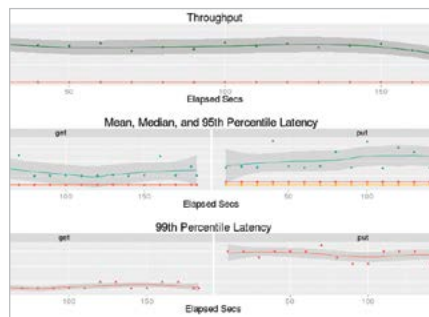 Throughput
50 100 150
Elapsed Secs
Mean, Median, and 95th Percentile Latency
get put
100 150 50 100
Elapsed Secs
99th Percentile Latency
get put
100 150 50 100
Elapsed Secs